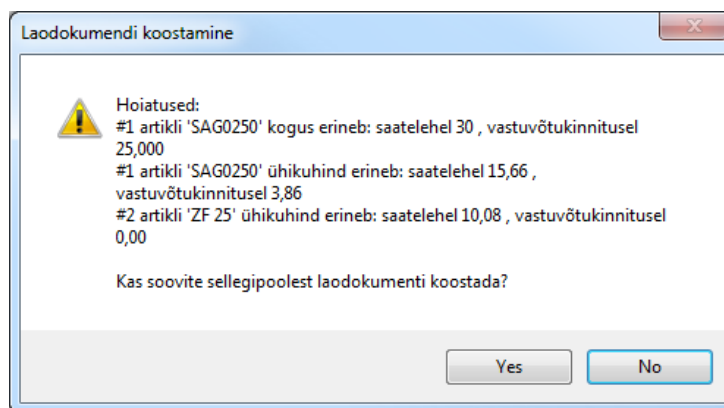 Laodokumendi koostamine
Hoiatused:
#1 artikli 'SAG0250' kogus erineb: saatelehel 30 , vastuvõtukinnitusel
25,000
#1 artikli 'SAG0250' ühikuhind erineb: saatelehel 15,66 ,
vastuvõtukinnitusel 3,86
#2 artikli 'ZF 25' ühikuhind erineb: saatelehel 10,08 , vastuvõtukinnitusel
0,00
Kas soovite sellegipoolest laodokumenti koostada?
Yes
No